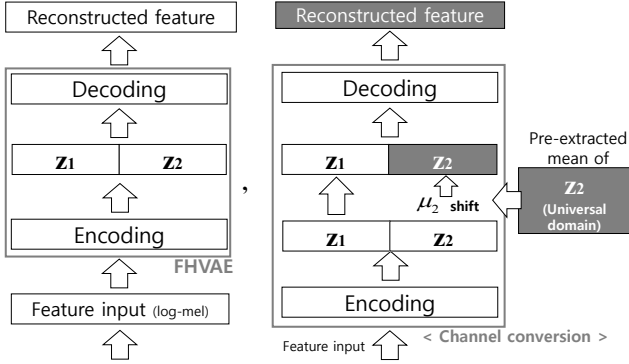 Reconstructed feature
Decoding
z1 z2
Encoding
FHVAE
Feature input (log-mel)
,
Reconstructed feature
Decoding
z1 z2
μ2 shift
z1 z2
Encoding
Feature input
< Channel conversion >
Pre-extracted
mean of
z2
(Universal
domain)